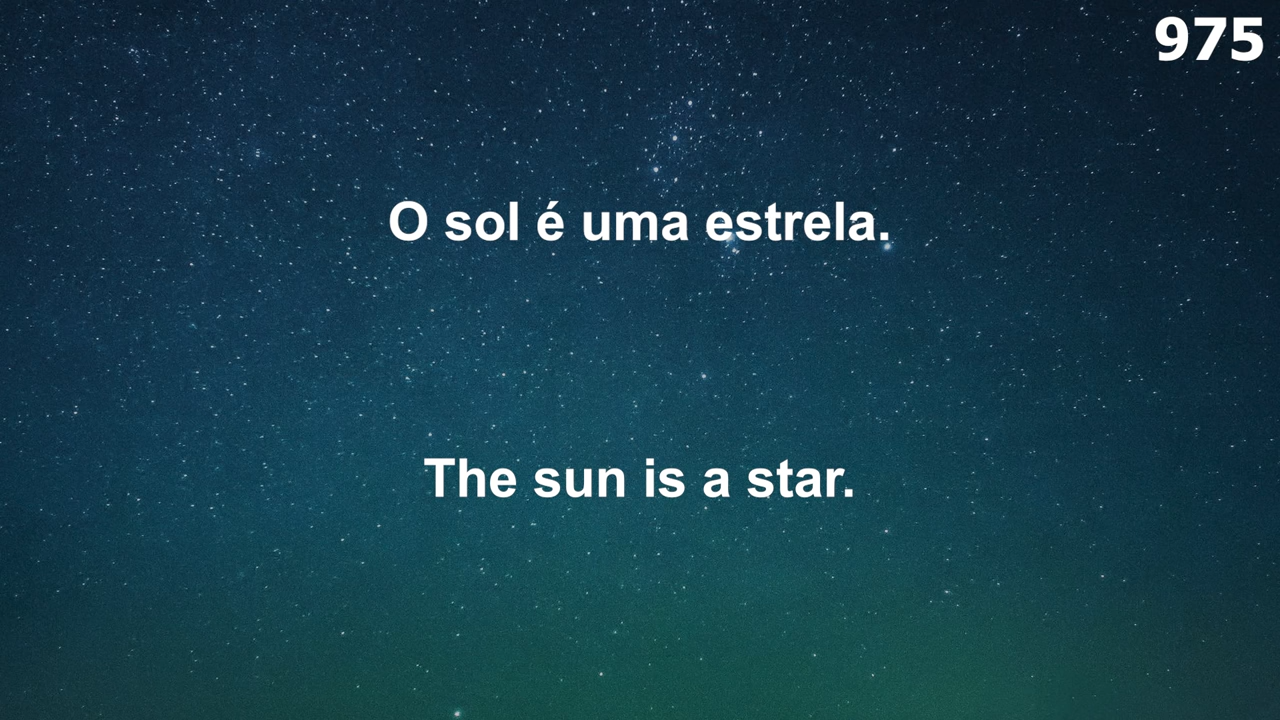 975
O sol é uma estrela.
The sun is a star.